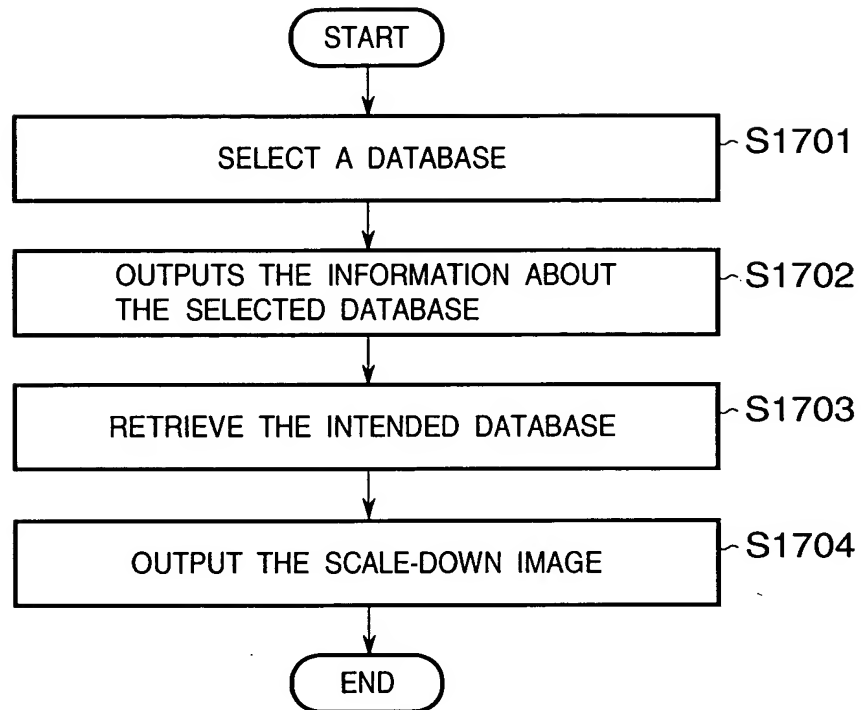 START
SELECT A DATABASE
S1701
OUTPUTS THE INFORMATION ABOUT
THE SELECTED DATABASE
S1702
RETRIEVE THE INTENDED DATABASE
S1703
OUTPUT THE SCALE-DOWN IMAGE
S1704
END